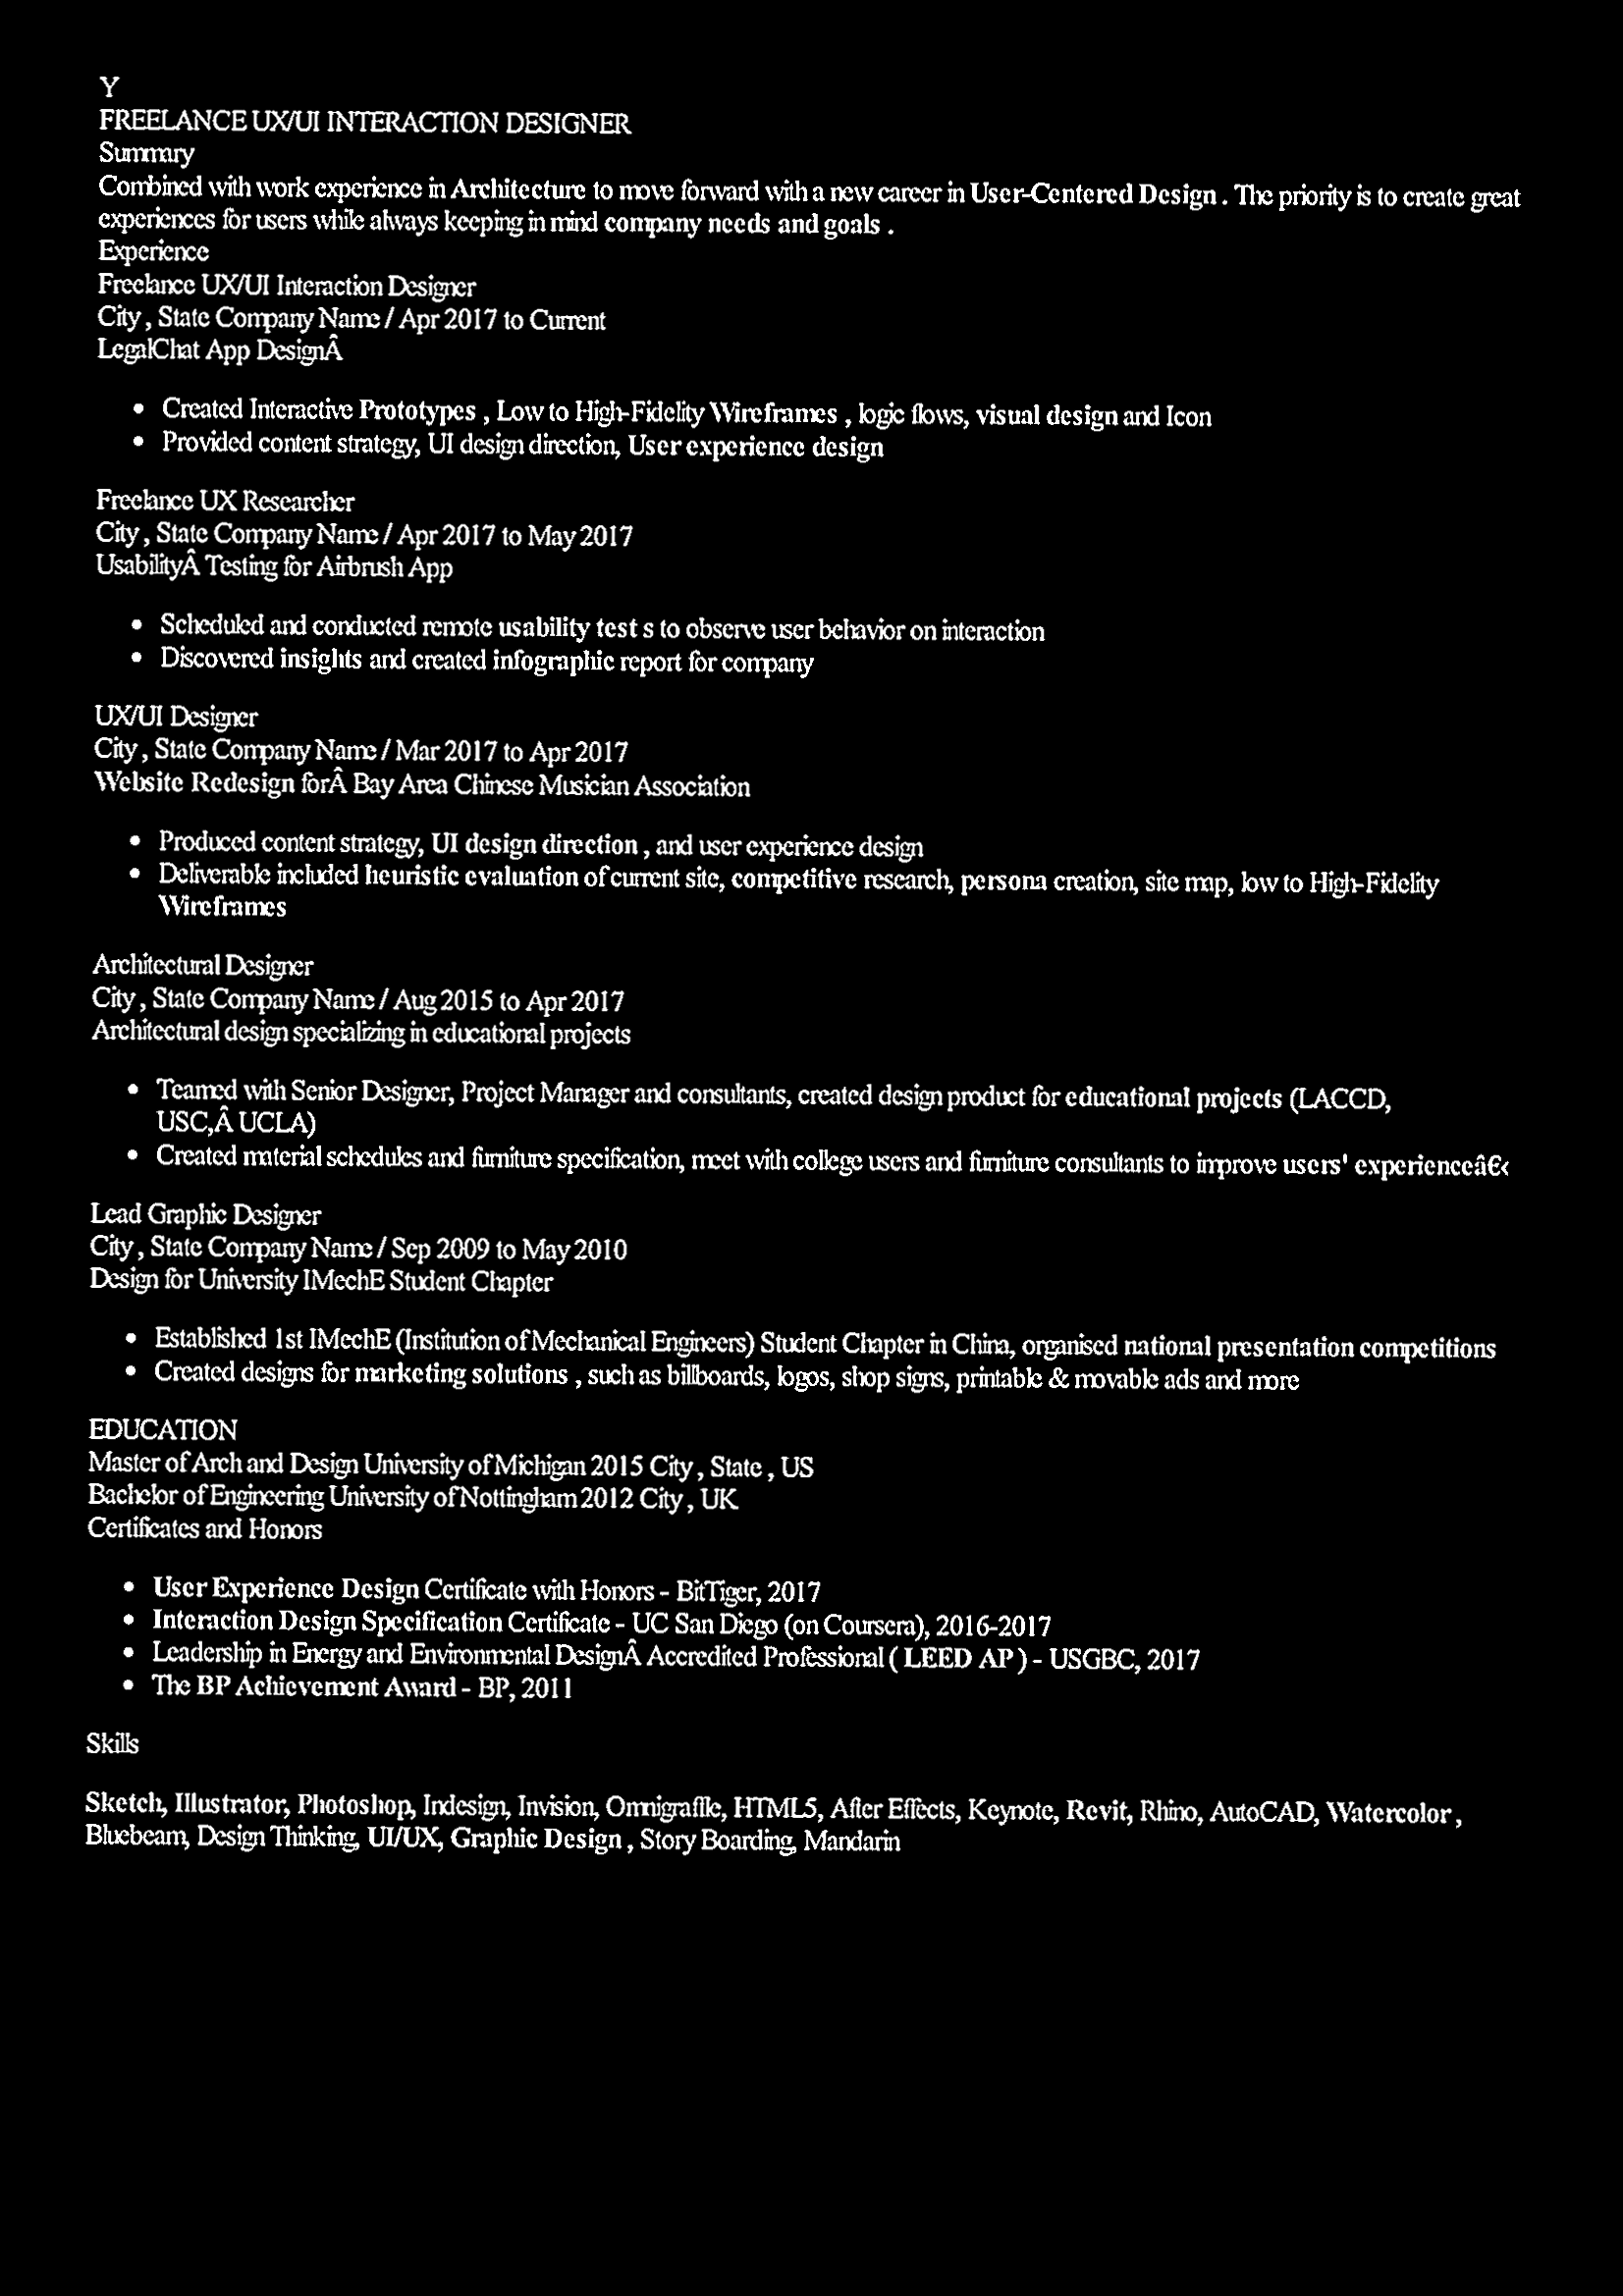 Y
FREELANCE UX/UI INTERACTION DESIGNER
Summary
Combined with work experience in Architecture to move forward with a new career in User-Centered Design . The priority is to create great
experiences for users while always keeping in mind company needs and goals .
Experience
Freelance UX/UI Interaction Designer
City , State Company Name / Apr 2017 to Current
LegalChat App DesignÂ
• Created Interactive Prototypes , Low to High-Fidelity Wireframes , logic flows, visual design and Icon
• Provided content strategy, UI design direction, User experience design
Freelance UX Researcher
City , State Company Name / Apr 2017 to May 2017
UsabilityÂ Testing for Airbrush App
• Scheduled and conducted remote usability test s to observe user behavior on interaction
• Discovered insights and created infographic report for company
UX/UI Designer
City , State Company Name / Mar 2017 to Apr 2017
Website Redesign forÂ Bay Area Chinese Musician Association
• Produced content strategy, UI design direction , and user experience design
• Deliverable included heuristic evaluation of current site, competitive research, persona creation, site map, low to High-Fidelity
Wireframes
Architectural Designer
City , State Company Name / Aug 2015 to Apr 2017
Architectural design specializing in educational projects
• Teamed with Senior Designer, Project Manager and consultants, created design product for educational projects (LACCD,
USC,Â UCLA)
• Created material schedules and furniture specification, meet with college users and furniture consultants to improve users' experienceâ€‹
Lead Graphic Designer
City , State Company Name / Sep 2009 to May 2010
Design for University IMechE Student Chapter
• Established 1st IMechE (Institution of Mechanical Engineers) Student Chapter in China, organised national presentation competitions
• Created designs for marketing solutions , such as billboards, logos, shop signs, printable & movable ads and more
EDUCATION
Master of Arch and Design University of Michigan 2015 City , State , US
Bachelor of Engineering University of Nottingham 2012 City , UK
Certificates and Honors
• User Experience Design Certificate with Honors - BitTiger, 2017
• Interaction Design Specification Certificate - UC San Diego (on Coursera), 2016-2017
• Leadership in Energy and Environmental DesignÂ Accredited Professional ( LEED AP ) - USGBC, 2017
• The BP Achievement Award - BP, 2011
Skills
Sketch, Illustrator, Photoshop, Indesign, Invision, Omnigraffle, HTML5, After Effects, Keynote, Revit, Rhino, AutoCAD, Watercolor ,
Bluebeam, Design Thinking, UI/UX, Graphic Design , Story Boarding, Mandarin